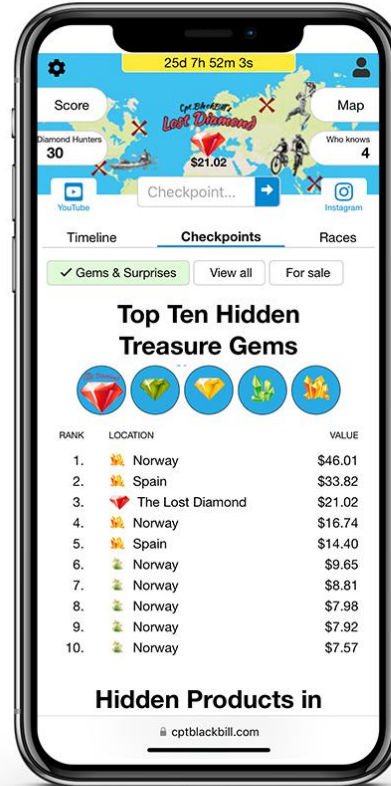 25d 7h 52m 3s
Score
Cpt.BlackBill's
Lost Diamond
Map
Diamond Hunters
30
$21.02
Who knows
4
YouTube
Checkpoint...
Instagram
Timeline Checkpoints Races
✓ Gems & Surprises View all For sale
Top Ten Hidden
Treasure Gems
RANK LOCATION VALUE
1. Norway $46.01
2. Spain $33.82
3. The Lost Diamond $21.02
4. Norway $16.74
5. Spain $14.40
6. Norway $9.65
7. Norway $8.81
8. Norway $7.98
9. Norway $7.92
10. Norway $7.57
Hidden Products in
cptblackbill.com